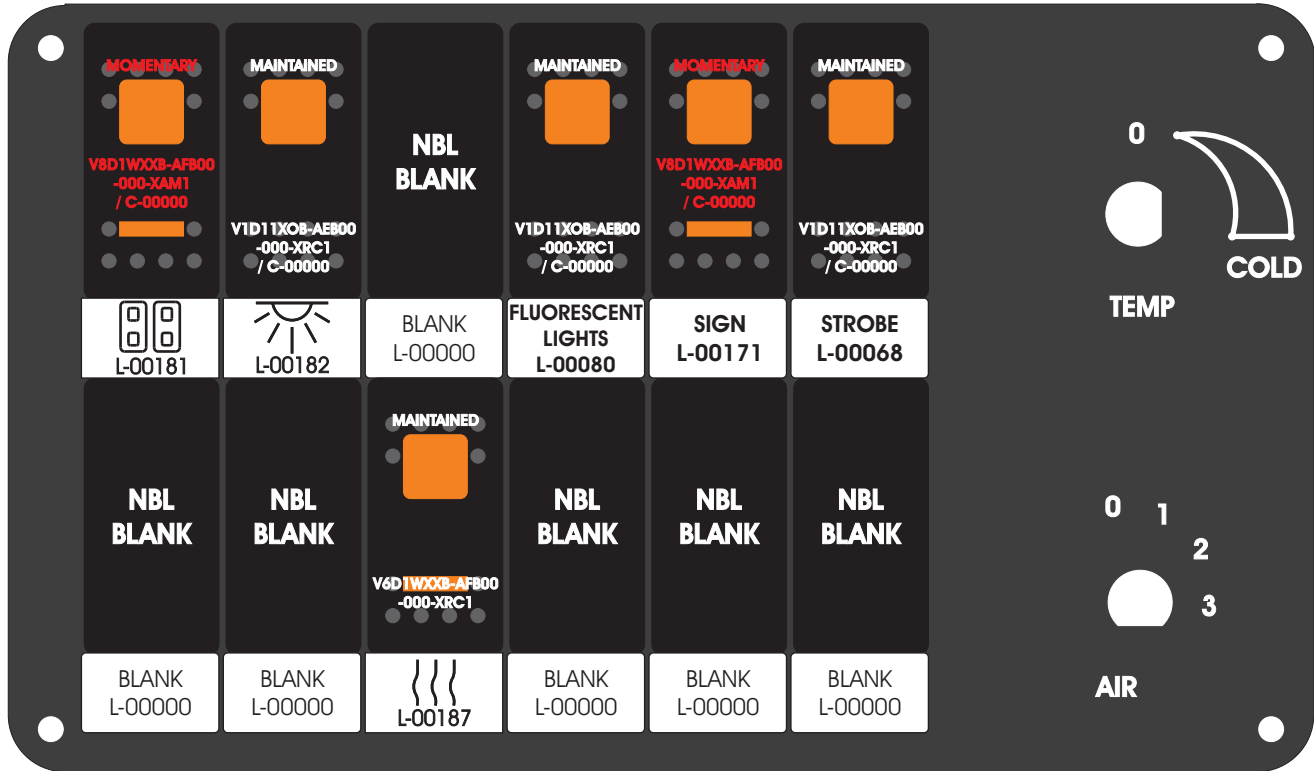 MOMENTARY
V8D1WXXB-AFB00
-000-XAM1
/ C-00000
L-00181
MAINTAINED
V1D11XOB-AEB00
-000-XRC1
/ C-00000
L-00182
NBL
BLANK
BLANK
L-00000
MAINTAINED
V1D11XOB-AEB00
-000-XRC1
/ C-00000
FLUORESCENT
LIGHTS
L-00080
MOMENTARY
V8D1WXXB-AFB00
-000-XAM1
/ C-00000
SIGN
L-00171
MAINTAINED
V1D11XOB-AEB00
-000-XRC1
/ C-00000
STROBE
L-00068
0
COLD
TEMP
NBL
BLANK
BLANK
L-00000
NBL
BLANK
BLANK
L-00000
MAINTAINED
V6D1WXXB-AFB00
-000-XRC1
L-00187
NBL
BLANK
BLANK
L-00000
NBL
BLANK
BLANK
L-00000
NBL
BLANK
BLANK
L-00000
0
1
2
3
AIR